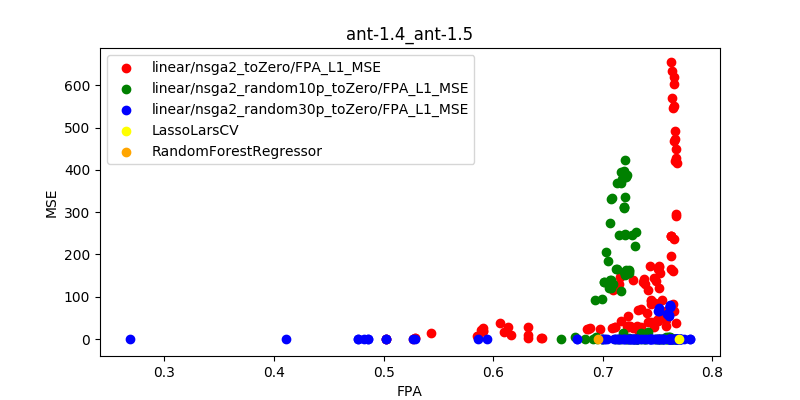 ant-1.4_ant-1.5
linear/nsga2_toZero/FPA_L1_MSE
linear/nsga2_random10p_toZero/FPA_L1_MSE
linear/nsga2_random30p_toZero/FPA_L1_MSE
LassoLarsCV
RandomForestRegressor
MSE
600
500
400
300
200
100
0
0.3 0.4 0.5 0.6 0.7 0.8
FPA